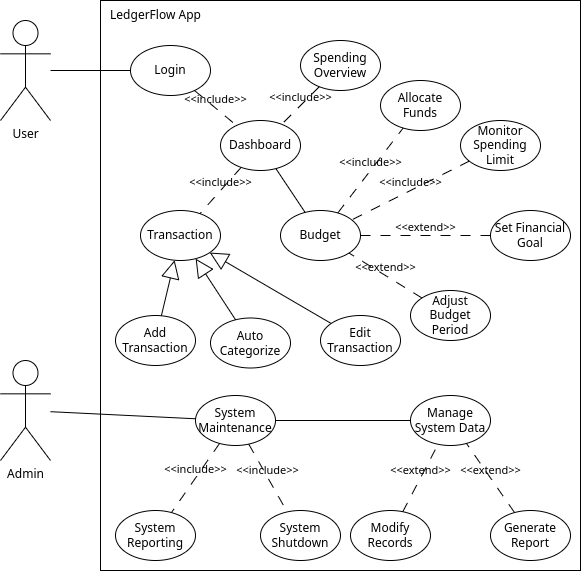 LedgerFlow App
Spending
Overview
Login
<<include>>
<<include>>
Allocate
Funds
User
Dashboard
Monitor
Spending
Limit
<<include>>
<<include>>
<<include>>
Transaction
Budget
<<extend>>
Set Financial
Goal
<<extend>>
Adjust
Budget
Period
Add
Transaction
Auto
Categorize
Edit
Transaction
System
Maintenance
Manage
System Data
Admin
<<include>>
<<include>>
<<extend>>
<<extend>>
System
Reporting
System
Shutdown
Modify
Records
Generate
Report